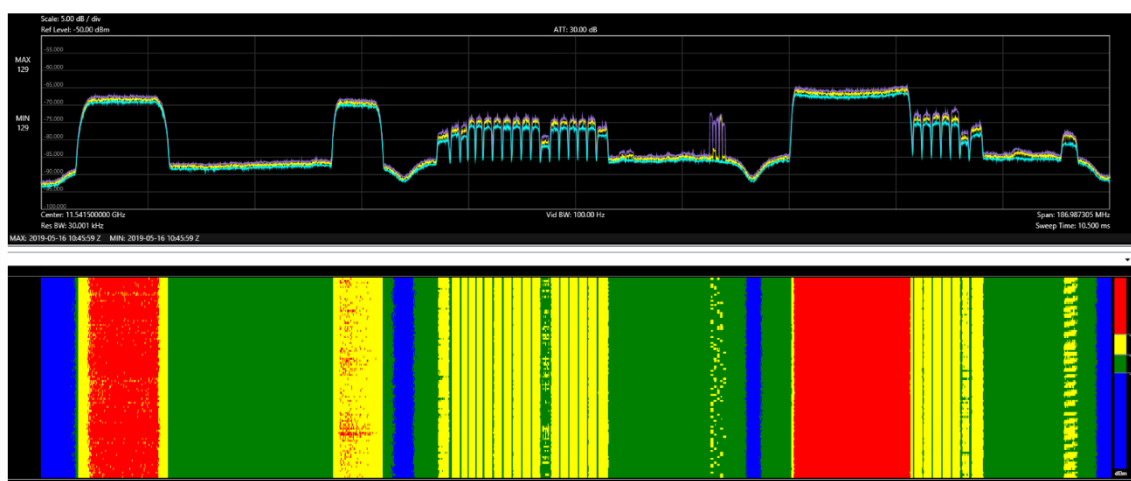 Scale: 5.00 dB / div
Ref Level: -50.00 dBm ATT: 30.00 dB
-55.000
MAX
129
-60.000
-65.000
-70.000
MIN
129
-75.000
-80.000
-85.000
-90.000
-95.000
-100.000
Center: 11.541500000 GHz Vid BW: 100.00 Hz Span: 186.987305 MHz
Res BW: 30.001 kHz Sweep Time: 10.500 ms
MAX: 2019-05-16 10:45:59 Z MIN: 2019-05-16 10:45:59 Z
dBm